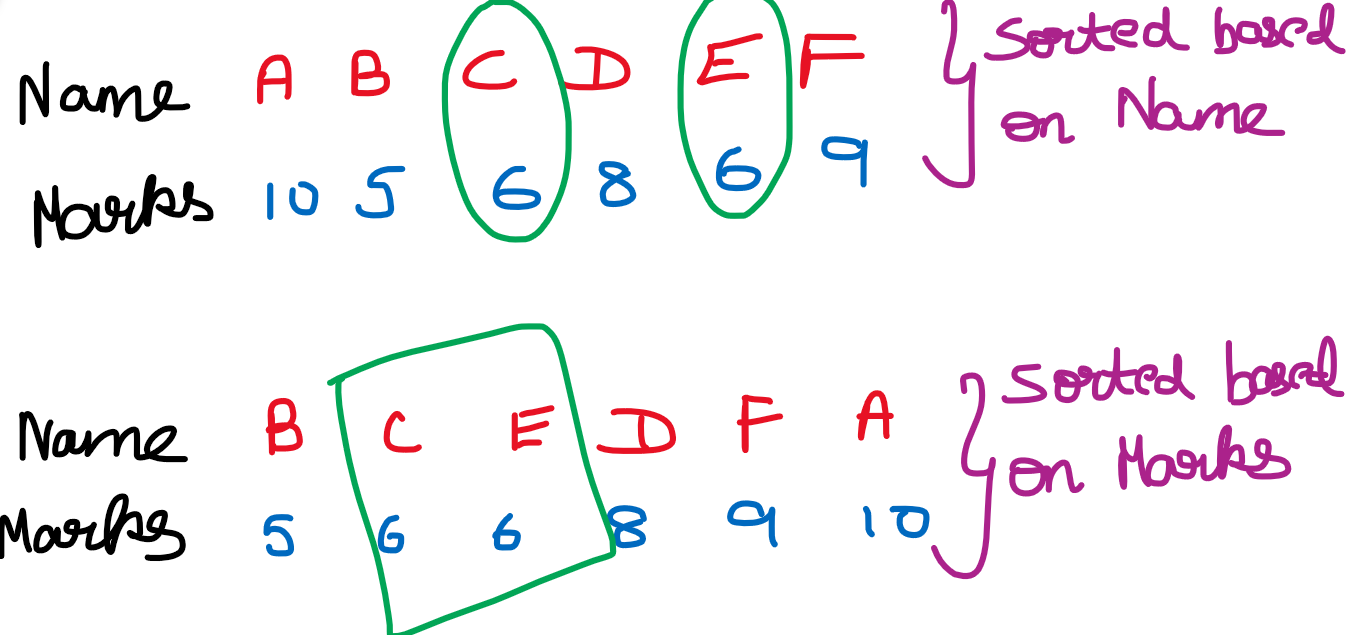 Name A B C D E F
Sorted based
on Name
Marks 10 5 6 8 6 9
Name B C E D F A
Sorted based
on Marks
Marks 5 6 6 8 9 10